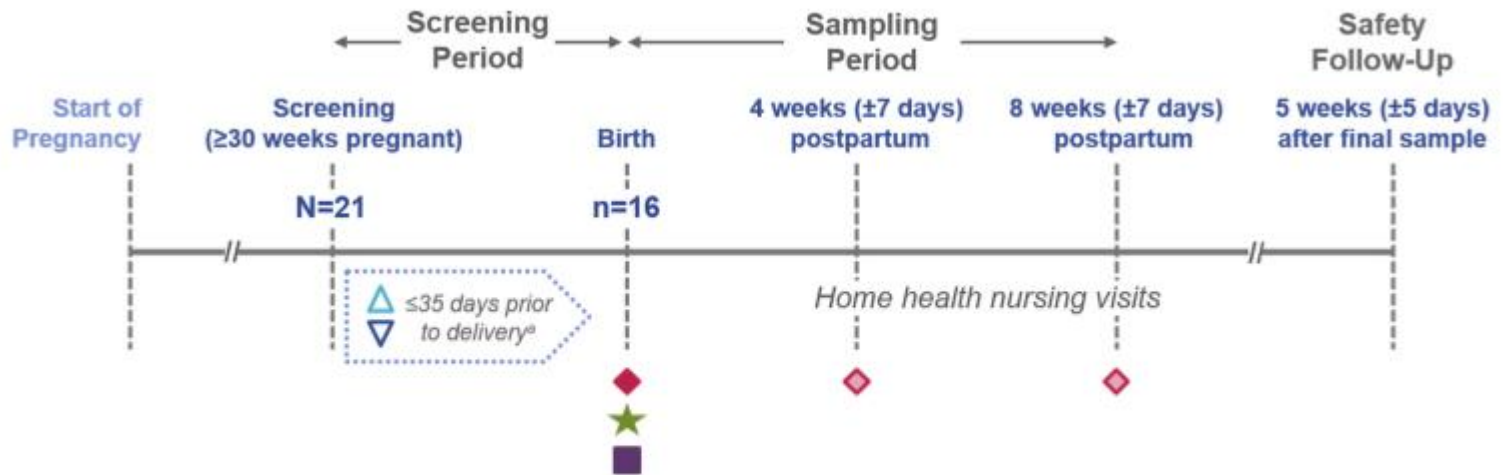 Screening
Period
Sampling
Period
Safety
Follow-Up
Start of
Pregnancy
Screening
(≥30 weeks pregnant)
Birth
4 weeks (±7 days)
postpartum
8 weeks (±7 days)
postpartum
5 weeks (±5 days)
after final sample
N=21
n=16
≤35 days prior
to deliveryᵃ
Home health nursing visits